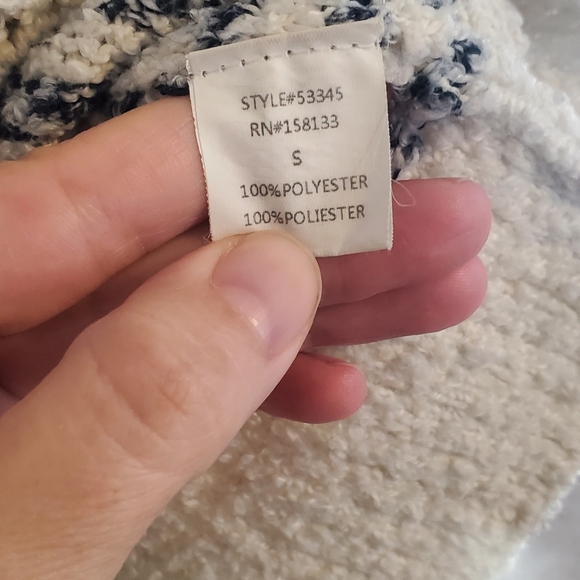 STYLE#53345
RN#158133
S
100%POLYESTER
100%POLIESTER